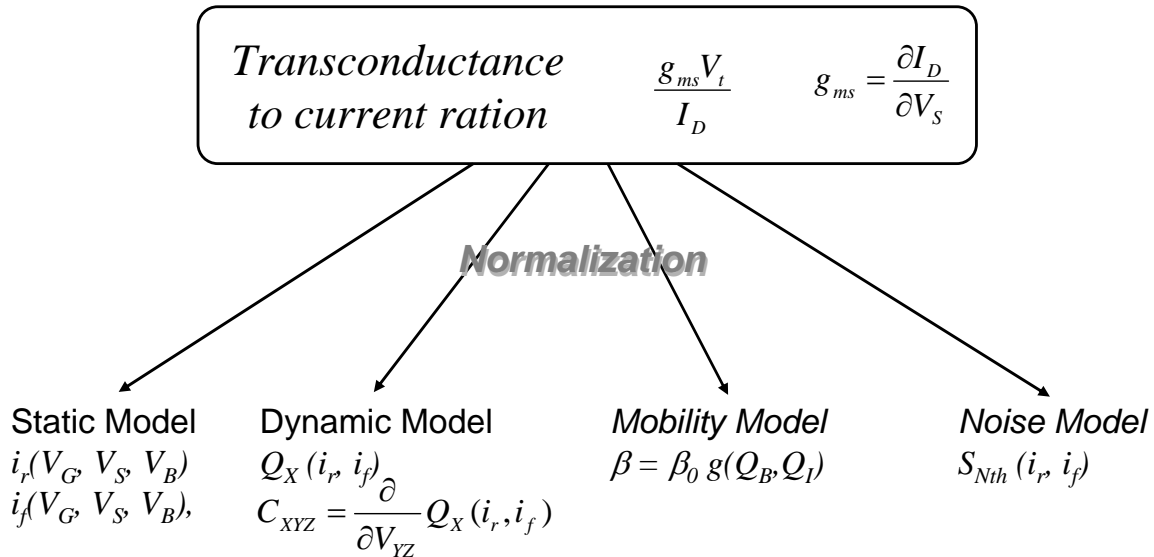 Transconductance
to current ration
g_ms V_t / I_D
g_ms = ∂I_D / ∂V_S
Normalization
Static Model
i_r(V_G, V_S, V_B)
i_f(V_G, V_S, V_B),
Dynamic Model
Q_X (i_r, i_f)
C_XYZ = ∂/∂V_YZ Q_X (i_r, i_f)
Mobility Model
β = β_0 g(Q_B,Q_I)
Noise Model
S_Nth (i_r, i_f)